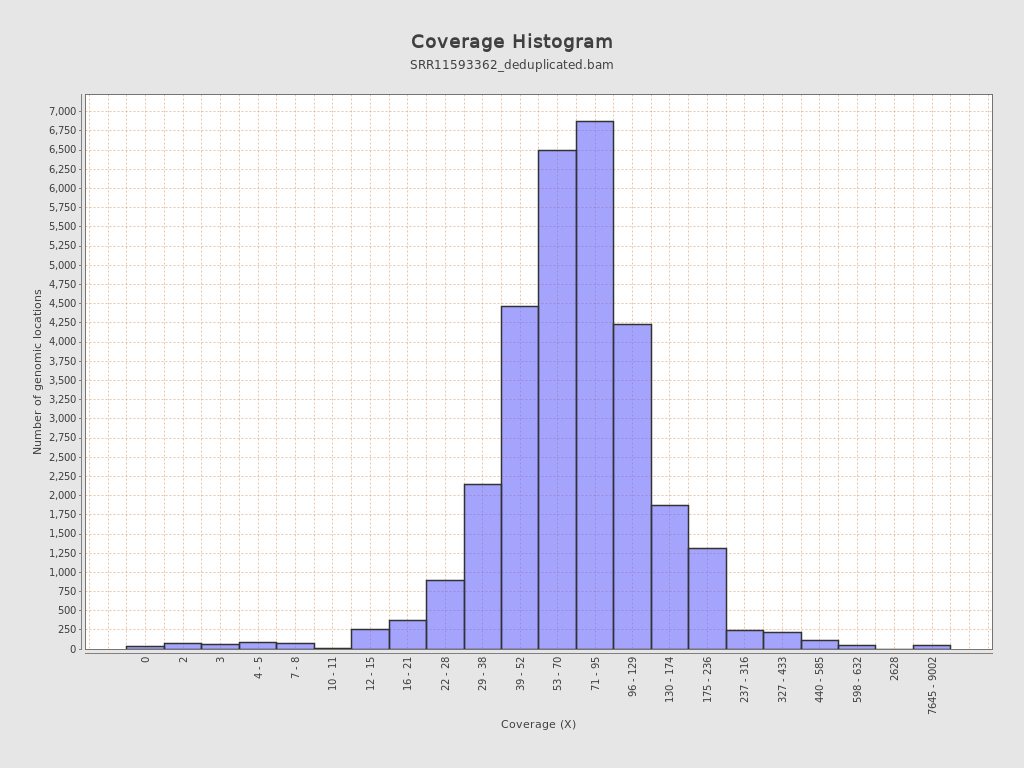 Coverage Histogram
SRR11593362_deduplicated.bam
Number of genomic locations
7,000
6,750
6,500
6,250
6,000
5,750
5,500
5,250
5,000
4,750
4,500
4,250
4,000
3,750
3,500
3,250
3,000
2,750
2,500
2,250
2,000
1,750
1,500
1,250
1,000
750
500
250
0
0
2
3
4 - 5
7 - 8
10 - 11
12 - 15
16 - 21
22 - 28
29 - 38
39 - 52
53 - 70
71 - 95
96 - 129
130 - 174
175 - 236
237 - 316
327 - 433
440 - 585
598 - 632
2628
7645 - 9002
Coverage (X)